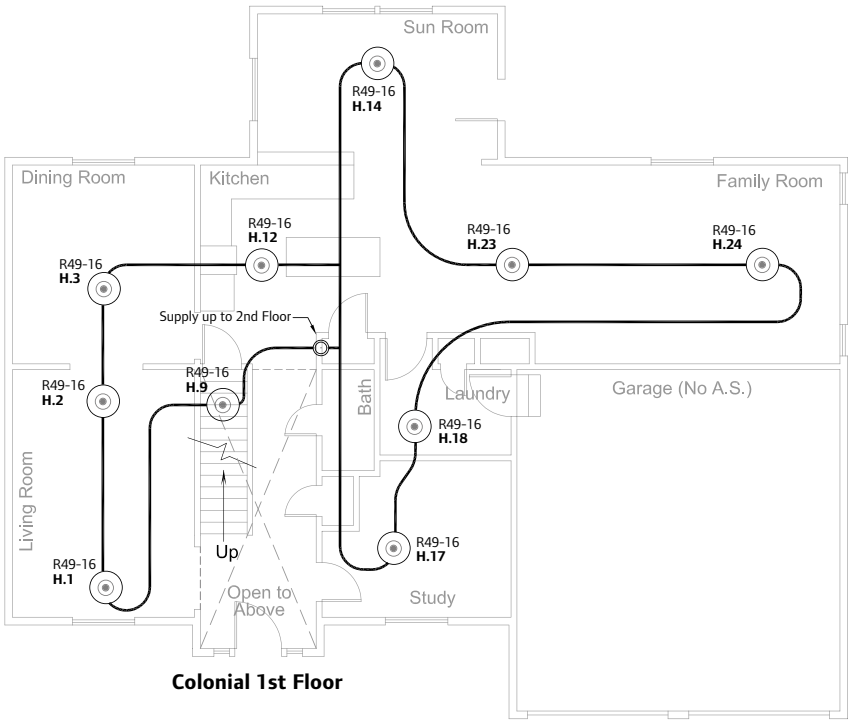 Sun Room
R49-16
H.14
Dining Room
Kitchen
Family Room
R49-16
H.12
R49-16
H.23
R49-16
H.24
R49-16
H.3
Supply up to 2nd Floor
R49-16
H.9
R49-16
H.2
Bath
Laundry
Garage (No A.S.)
R49-16
H.18
Living Room
Up
R49-16
H.17
R49-16
H.1
Open to
Above
Study
Colonial 1st Floor